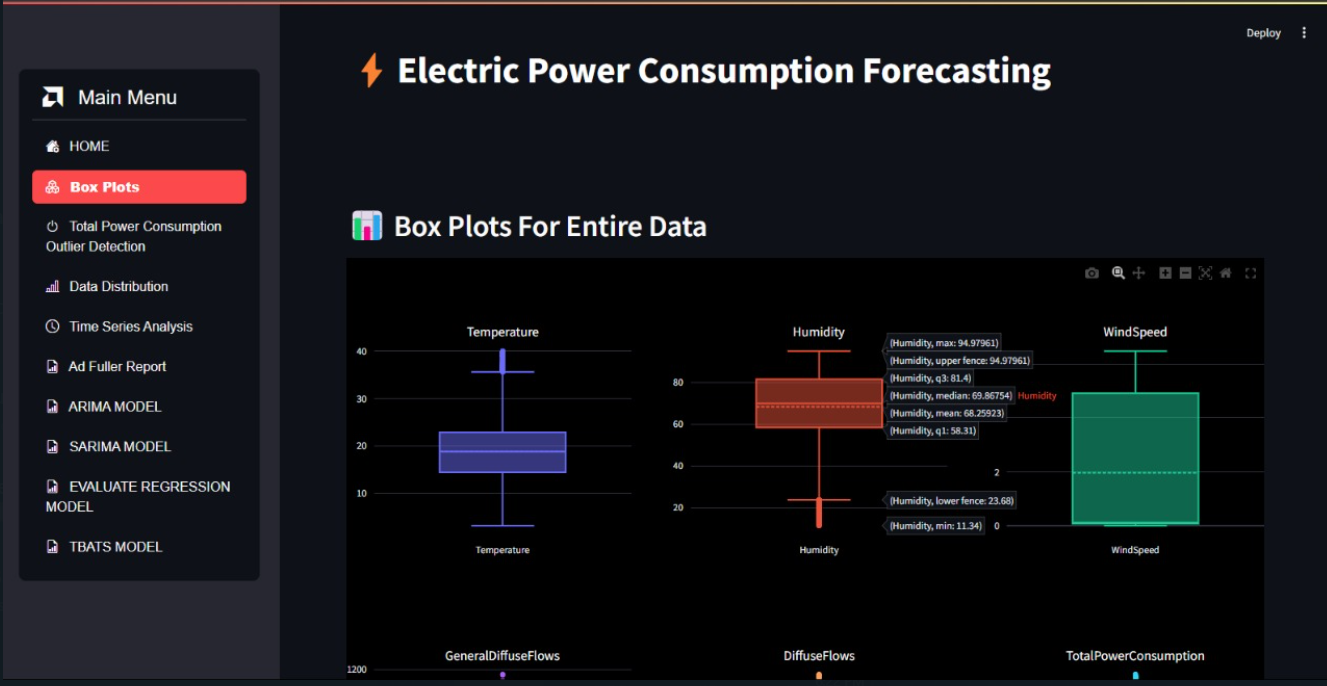 Deploy
Electric Power Consumption Forecasting
Main Menu
HOME
Box Plots
Total Power Consumption
Outlier Detection
Data Distribution
Time Series Analysis
Ad Fuller Report
ARIMA MODEL
SARIMA MODEL
EVALUATE REGRESSION
MODEL
TBATS MODEL
Box Plots For Entire Data
Temperature
40
30
20
10
Temperature
Humidity
80
60
40
20
(Humidity, max: 94.97961)
(Humidity, upper fence: 94.97961)
(Humidity, q3: 81.4)
(Humidity, median: 69.86754) Humidity
(Humidity, mean: 68.25923)
(Humidity, q1: 58.31)
(Humidity, lower fence: 23.68)
(Humidity, min: 11.34)
Humidity
WindSpeed
2
0
WindSpeed
GeneralDiffuseFlows
1200
DiffuseFlows
TotalPowerConsumption